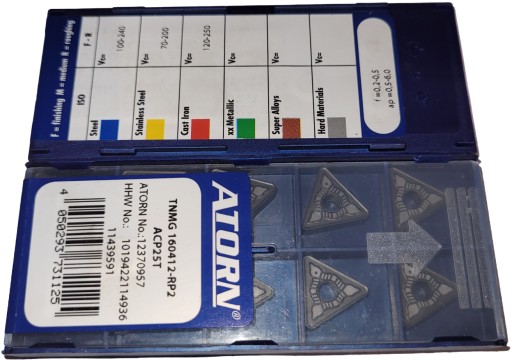 F = finishing M = medium R = roughing
ISO F - R
Steel Vc= 100-240
Stainless Steel Vc= 70-200
Cast Iron Vc= 120-250
xx Metallic Vc=
Super Alloys Vc=
Hard Materials Vc=
f =0,2-0,5
ap =0,5-6,0
ATORN®
TNMG 160412-RP2
ACP25T
ATORN No.:12370957
HHW No.: 1019422114936
11439591
4 050293 731125